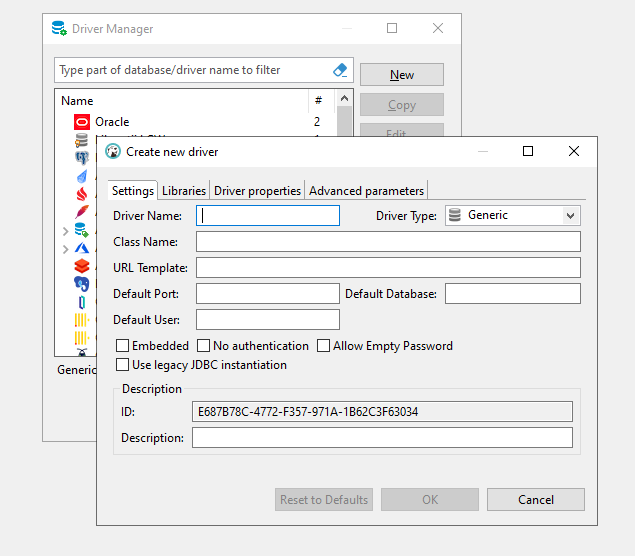 Driver Manager
Type part of database/driver name to filter
New
Name #
Copy
Oracle 2
Edit
Create new driver
Settings Libraries Driver properties Advanced parameters
Driver Name: Driver Type: Generic
Class Name:
URL Template:
Default Port: Default Database:
Default User:
Embedded No authentication Allow Empty Password
Use legacy JDBC instantiation
Generic
Description
ID: E687B78C-4772-F357-971A-1B62C3F63034
Description:
Reset to Defaults OK Cancel